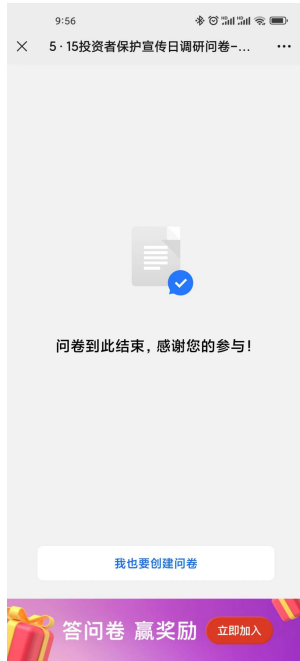 9:56
5·15投资者保护宣传日调研问卷-...
问卷到此结束，感谢您的参与！
我也要创建问卷
答问卷 赢奖励
立即加入